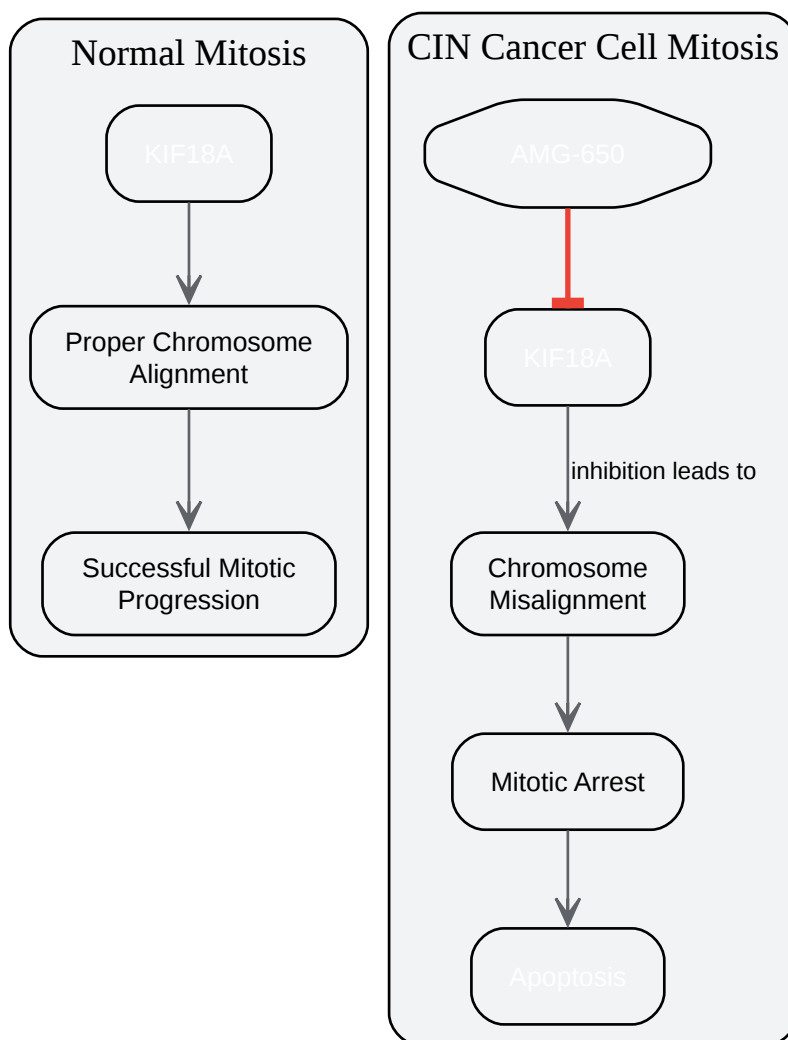 Normal Mitosis
KIF18A
Proper Chromosome
Alignment
Successful Mitotic
Progression
CIN Cancer Cell Mitosis
AMG-650
KIF18A
inhibition leads to
Chromosome
Misalignment
Mitotic Arrest
Apoptosis